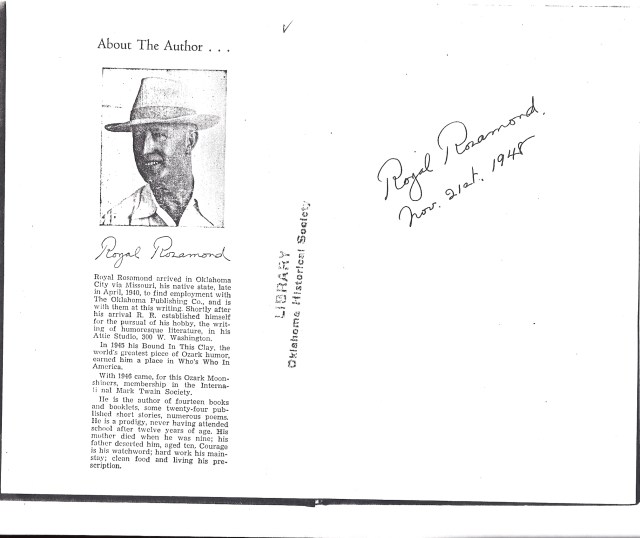 About The Author . . .
Royal Rosamond
Royal Rosamond arrived in Oklahoma
City via Missouri, his native state, late
in April, 1940, to find employment with
The Oklahoma Publishing Co., and is
with them at this writing. Shortly after
his arrival R. R. established himself
for the pursual of his hobby, the writ-
ing of humoresque literature, in his
Attic Studio, 300 W. Washington.
In 1945 his Bound In This Clay, the
world's greatest piece of Ozark humor,
earned him a place in Who's Who In
America.
With 1946 came, for this Ozark Moon-
shiners, membership in the Interna-
ti nal Mark Twain Society.
He is the author of fourteen books
and booklets, some twenty-four pub-
lished short stories, numerous poems.
He is a prodigy, never having attended
school after twelve years of age. His
mother died when he was nine; his
father deserted him, aged ten. Courage
is his watchword; hard work his main-
stay; clean food and living his pre-
scription.
LIBRARY
Oklahoma Historical Society
Royal Rosamond.
Nov. 21st. 1948